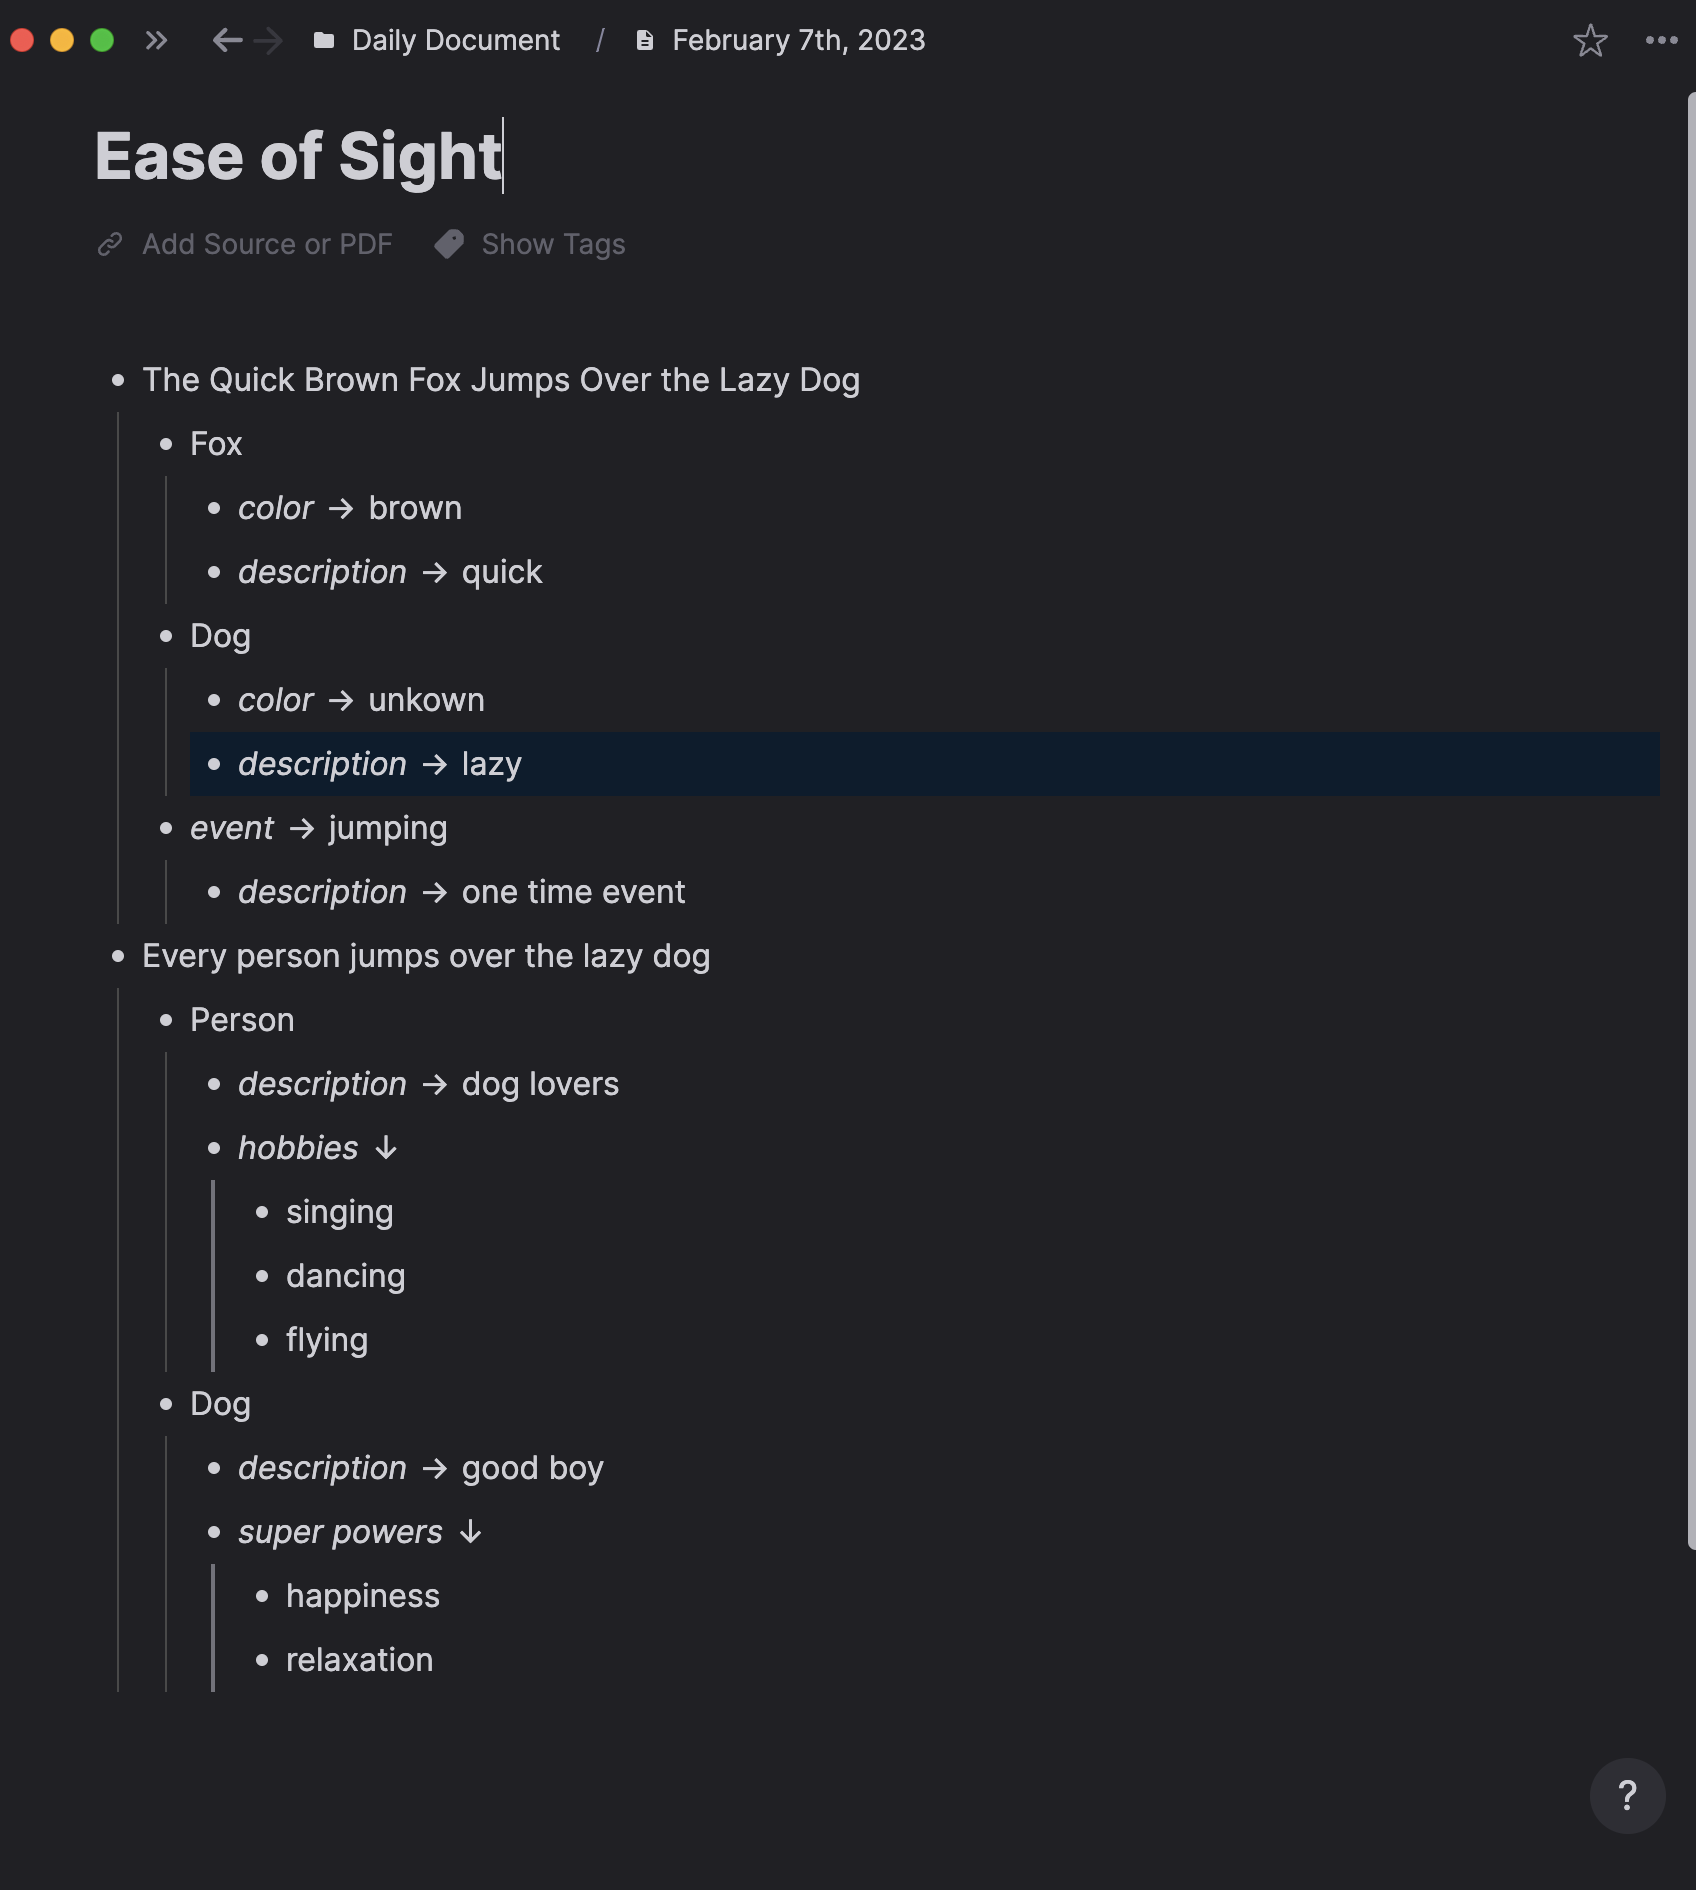 Daily Document / February 7th, 2023
Ease of Sight
Add Source or PDF Show Tags
The Quick Brown Fox Jumps Over the Lazy Dog
Fox
color → brown
description → quick
Dog
color → unkown
description → lazy
event → jumping
description → one time event
Every person jumps over the lazy dog
Person
description → dog lovers
hobbies ↓
singing
dancing
flying
Dog
description → good boy
super powers ↓
happiness
relaxation
?